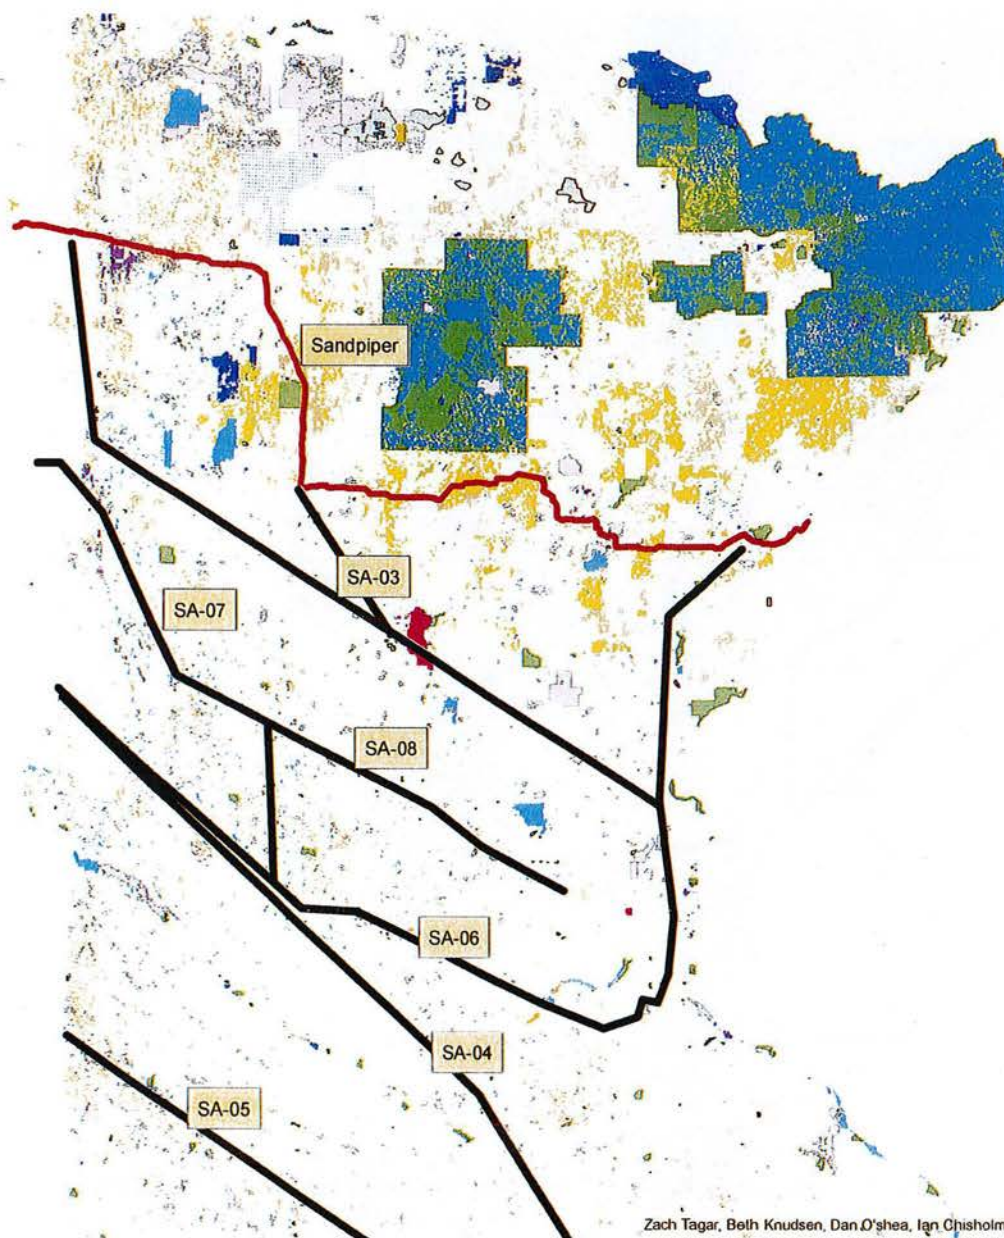 Sandpiper
SA-03
SA-07
SA-08
SA-06
SA-04
SA-05
Zach Tagar, Beth Knudsen, Dan O'shea, Ian Chisholm